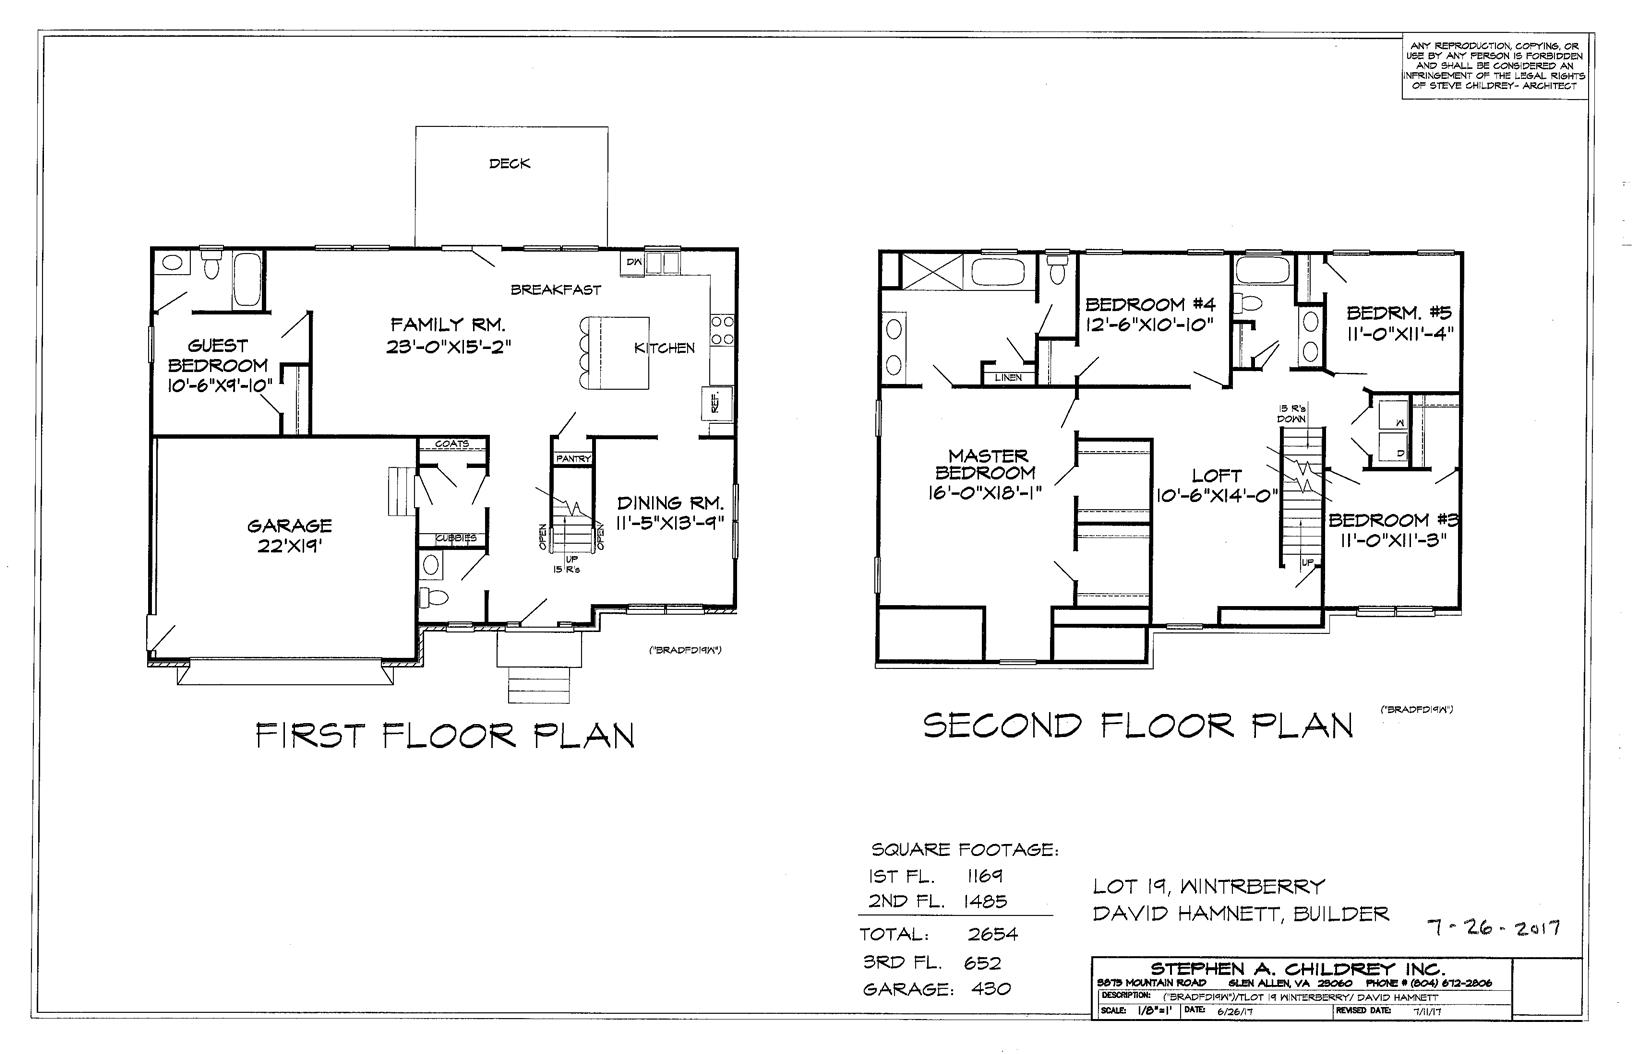 ANY REPRODUCTION, COPYING, OR
USE BY ANY PERSON IS FORBIDDEN
AND SHALL BE CONSIDERED AN
INFRINGEMENT OF THE LEGAL RIGHTS
OF STEVE CHILDREY- ARCHITECT
DECK
DW
BREAKFAST
FAMILY RM.
23'-0"X15'-2"
KITCHEN
GUEST
BEDROOM
10'-6"X9'-10"
REF.
COATS
PANTRY
DINING RM.
11'-5"X13'-9"
GARAGE
22'X19'
CUBBIES
OPEN
OPEN
UP
15 R's
("BRADFD19W")
FIRST FLOOR PLAN
BEDROOM #4
12'-6"X10'-10"
BEDRM. #5
11'-0"X11'-4"
LINEN
15 R's
DOWN
W
D
MASTER
BEDROOM
16'-0"X18'-1"
LOFT
10'-6"X14'-0"
BEDROOM #3
11'-0"X11'-3"
UP
("BRADFD19W")
SECOND FLOOR PLAN
SQUARE FOOTAGE:
1ST FL. 1169
2ND FL. 1485
TOTAL: 2654
3RD FL. 652
GARAGE: 430
LOT 19, WINTRBERRY
DAVID HAMNETT, BUILDER
7-26-2017
STEPHEN A. CHILDREY INC.
5875 MOUNTAIN ROAD GLEN ALLEN, VA 23060 PHONE # (804) 672-2806
DESCRIPTION: ("BRADFD19W")/TLOT 19 WINTERBERRY/ DAVID HAMNETT
SCALE: 1/8"=1' DATE: 6/26/17 REVISED DATE: 7/11/17